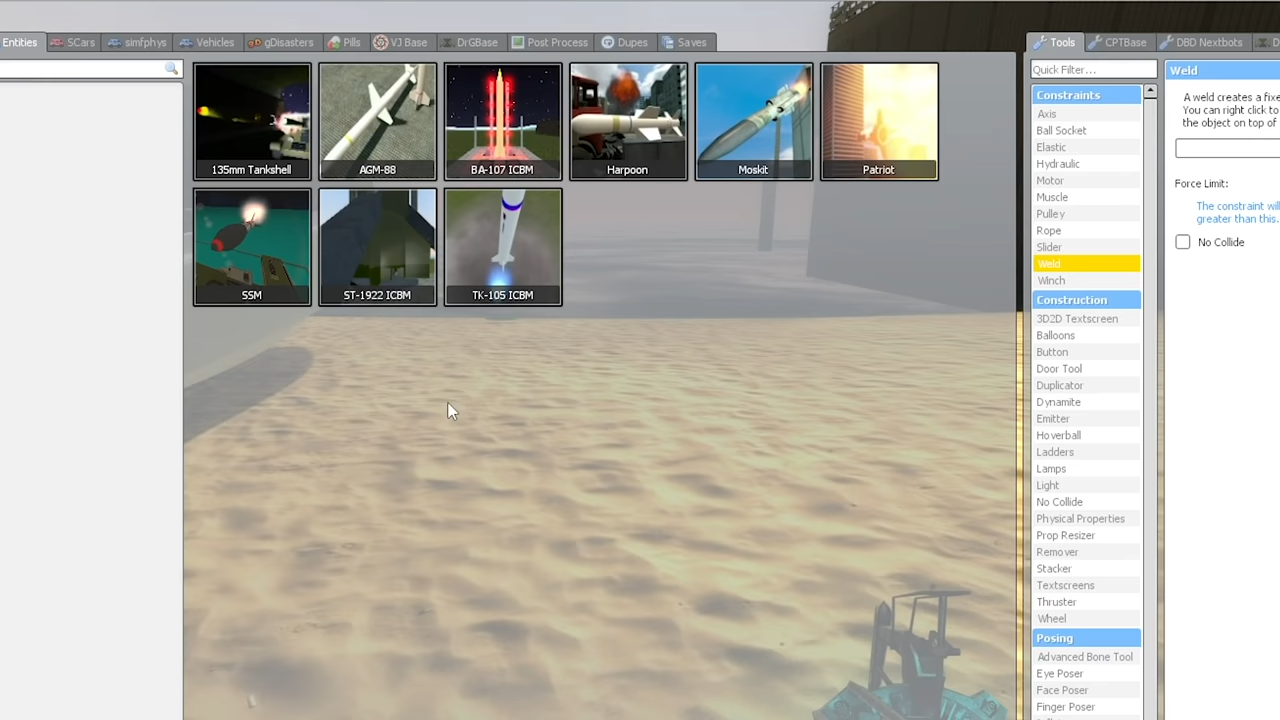 Entities SCars simfphys Vehicles gDisasters Pills VJ Base DrGBase Post Process Dupes Saves
135mm Tankshell AGM-88 BA-107 ICBM Harpoon Moskit Patriot
SSM ST-1922 ICBM TK-105 ICBM
Tools CPTBase DBD Nextbots D
Quick Filter...
Constraints
Axis
Ball Socket
Elastic
Hydraulic
Motor
Muscle
Pulley
Rope
Slider
Weld
Winch
Construction
3D2D Textscreen
Balloons
Button
Door Tool
Duplicator
Dynamite
Emitter
Hoverball
Ladders
Lamps
Light
No Collide
Physical Properties
Prop Resizer
Remover
Stacker
Textscreens
Thruster
Wheel
Posing
Advanced Bone Tool
Eye Poser
Face Poser
Finger Poser
Weld
A weld creates a fixe
You can right click to
the object on top of
Force Limit:
The constraint will
greater than this.
No Collide